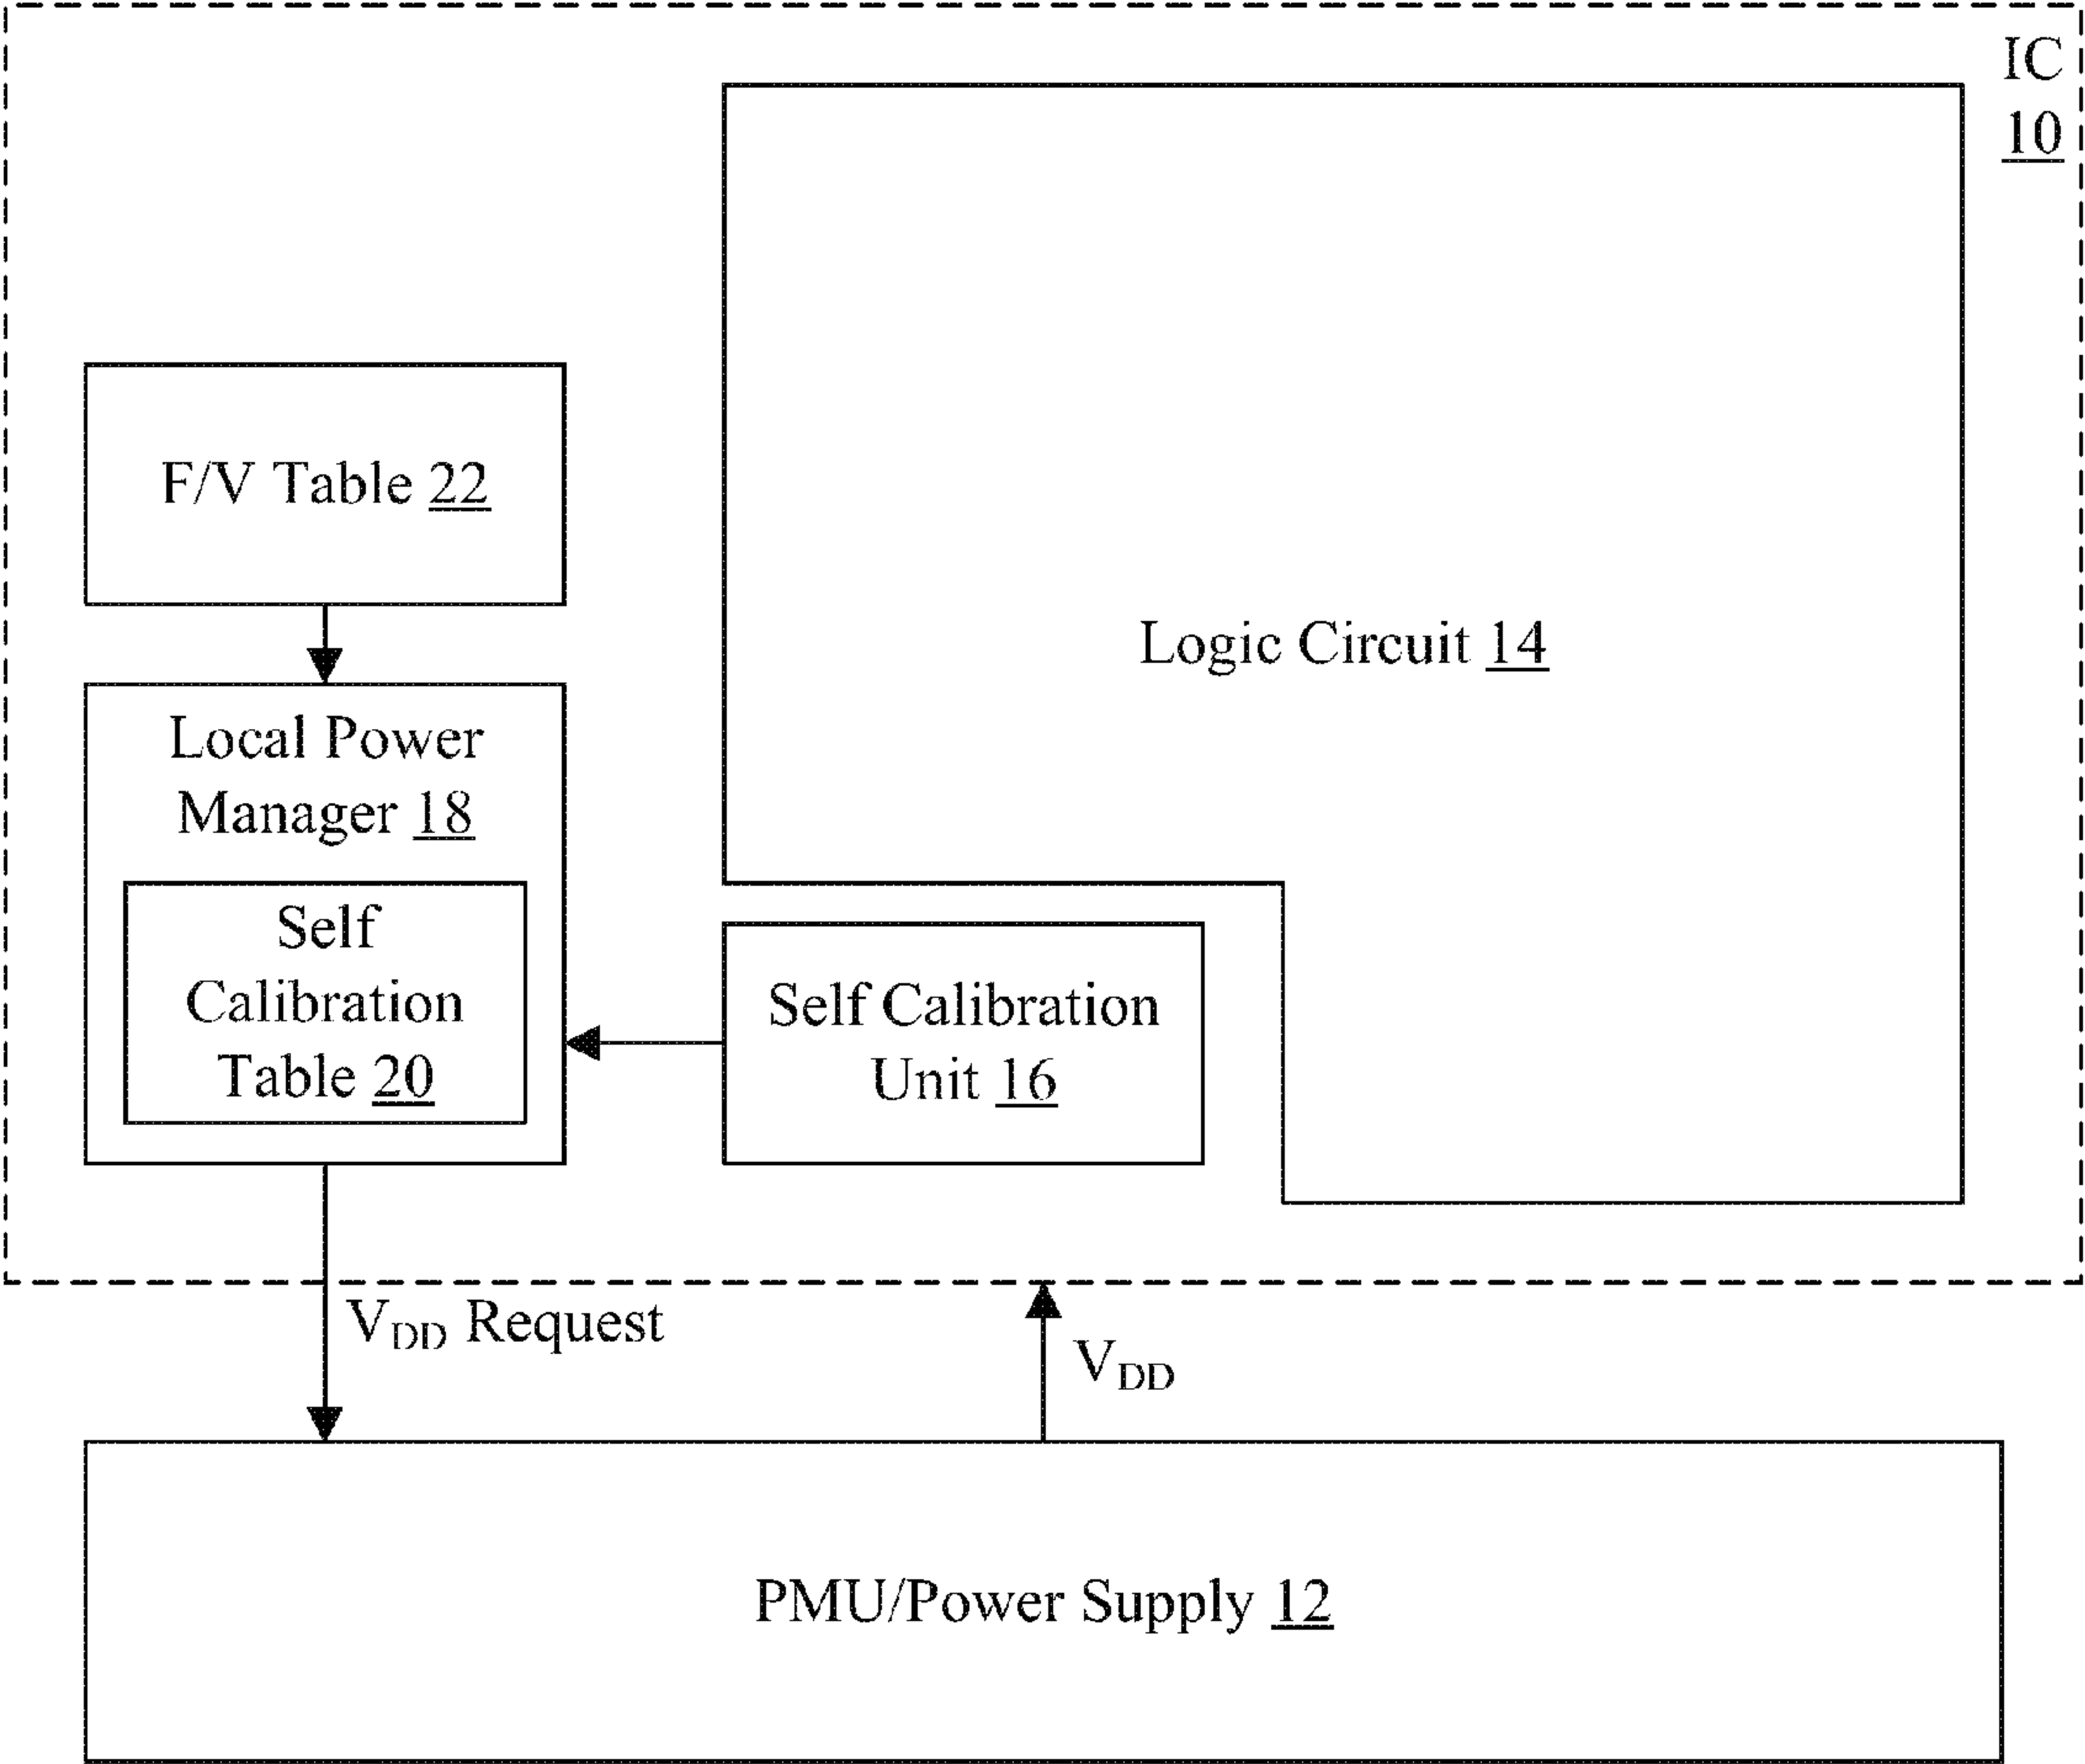 IC
10
F/V Table 22
Logic Circuit 14
Local Power
Manager 18
Self
Calibration
Table 20
Self Calibration
Unit 16
VDD Request
VDD
PMU/Power Supply 12